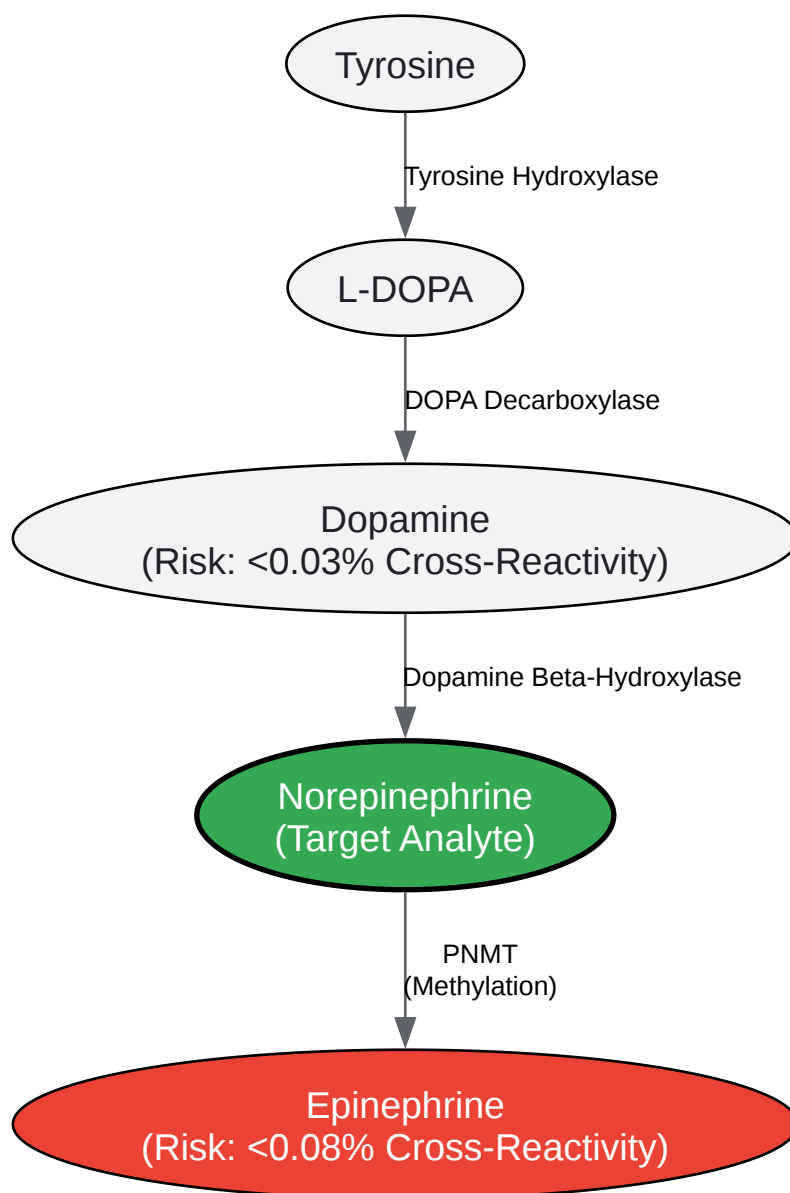 Tyrosine
Tyrosine Hydroxylase
L-DOPA
DOPA Decarboxylase
Dopamine
(Risk: <0.03% Cross-Reactivity)
Dopamine Beta-Hydroxylase
Norepinephrine
(Target Analyte)
PNMT
(Methylation)
Epinephrine
(Risk: <0.08% Cross-Reactivity)